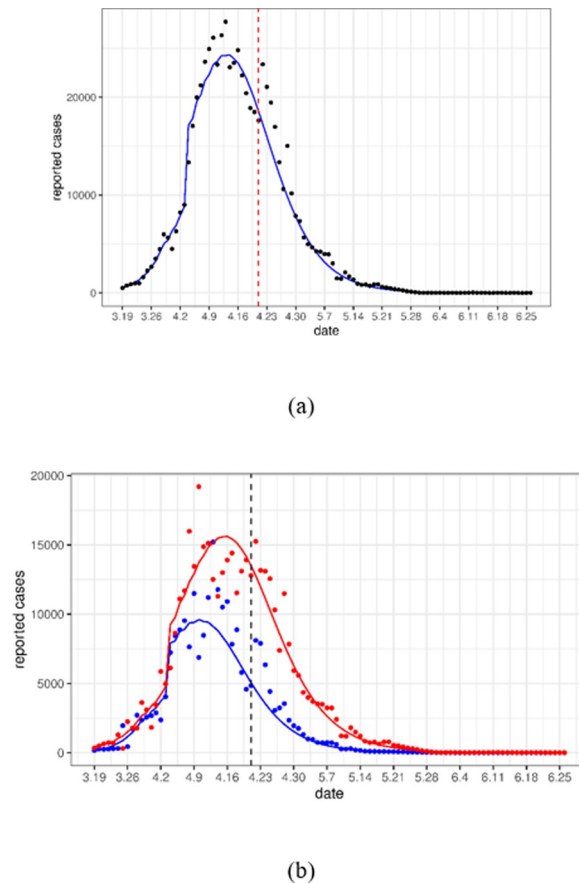 20000
10000
0
reported cases
3.19 3.26 4.2 4.9 4.16 4.23 4.30 5.7 5.14 5.21 5.28 6.4 6.11 6.18 6.25
date
(a)
20000
15000
10000
5000
0
reported cases
3.19 3.26 4.2 4.9 4.16 4.23 4.30 5.7 5.14 5.21 5.28 6.4 6.11 6.18 6.25
date
(b)